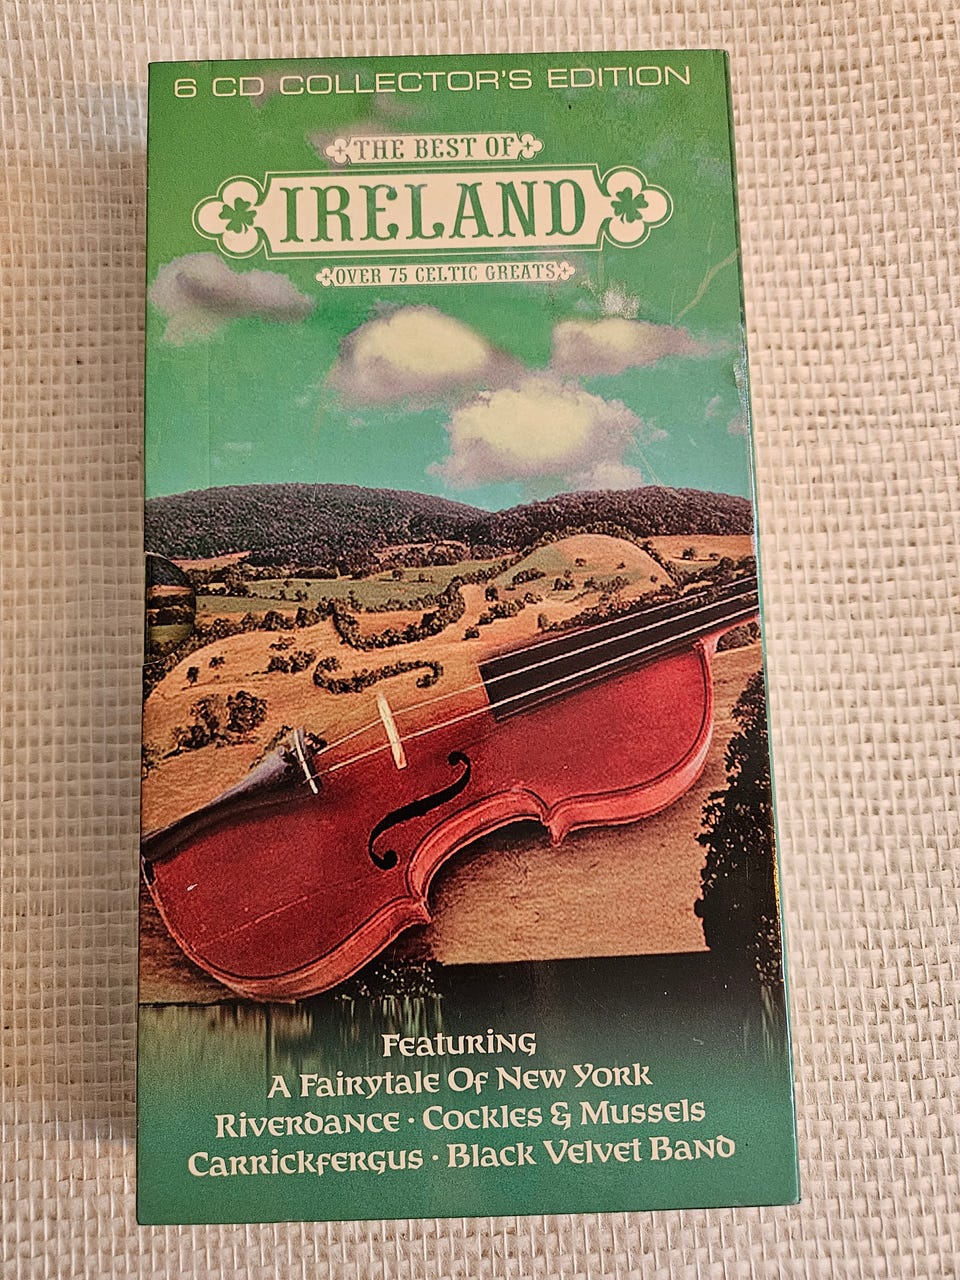 6 CD COLLECTOR'S EDITION
THE BEST OF
IRELAND
OVER 75 CELTIC GREATS
Featuring
A Fairytale Of New York
Riverdance · Cockles & Mussels
Carrickfergus · Black Velvet Band